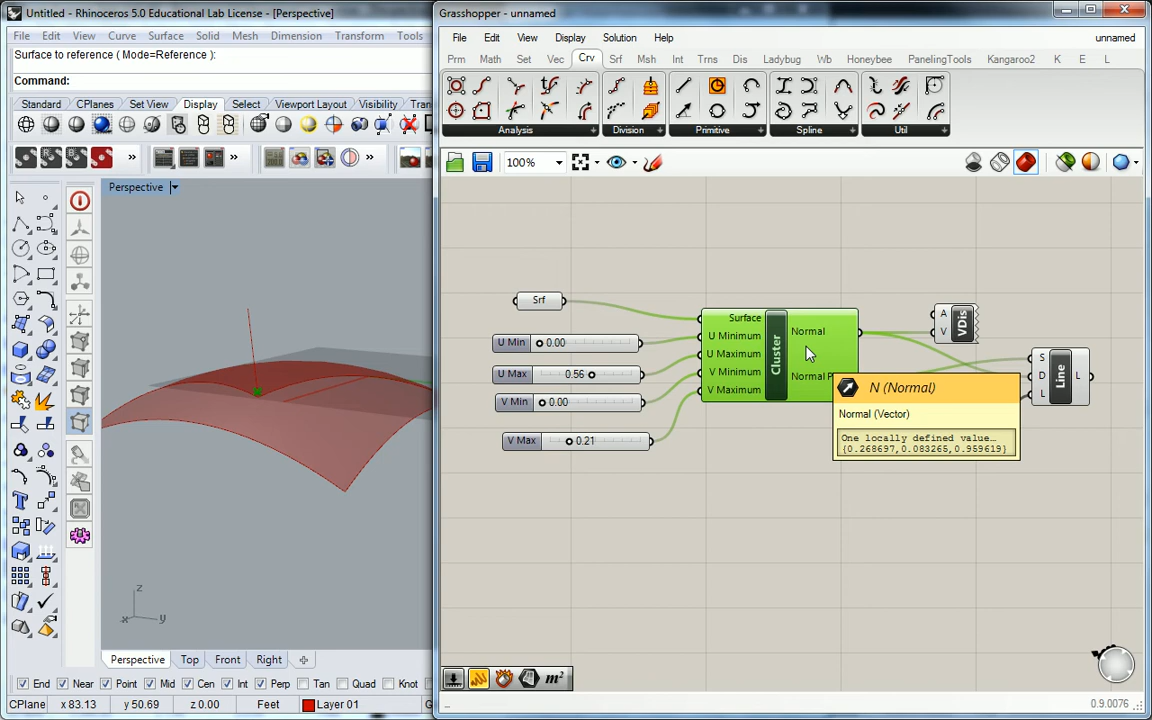 Untitled - Rhinoceros 5.0 Educational Lab License - [Perspective]
File Edit View Curve Surface Solid Mesh Dimension Transform Tools
Surface to reference ( Mode=Reference ):
Command:
Standard CPlanes Set View Display Select Viewport Layout Visibility Tran
Perspective
z
x y
Perspective Top Front Right
End Near Point Mid Cen Int Perp Tan Quad Knot
CPlane x 83.13 y 50.69 z 0.00 Feet Layer 01
Grasshopper - unnamed
File Edit View Display Solution Help unnamed
Prm Math Set Vec Crv Srf Msh Int Trns Dis Ladybug Wb Honeybee PanelingTools Kangaroo2 K E L
Analysis Division Primitive Spline Util
100%
Srf
U Min 0.00
U Max 0.56
V Min 0.00
V Max 0.21
Surface
U Minimum
U Maximum
V Minimum
V Maximum
Cluster
Normal
Normal P
A
V
VDis
S
D
L
Line
L
N (Normal)
Normal (Vector)
One locally defined value…
{0.268697,0.083265,0.959619}
m²
0.9.0076